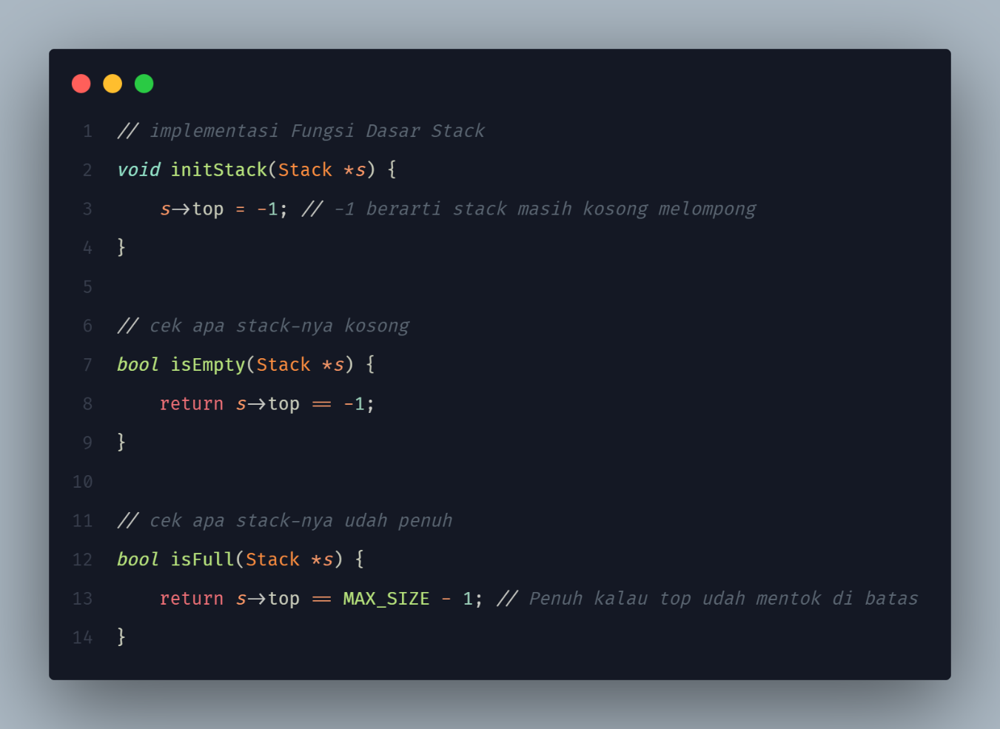 1 // implementasi Fungsi Dasar Stack
2 void initStack(Stack *s) {
3     s->top = -1; // -1 berarti stack masih kosong melompong
4 }
5
6 // cek apa stack-nya kosong
7 bool isEmpty(Stack *s) {
8     return s->top == -1;
9 }
10
11 // cek apa stack-nya udah penuh
12 bool isFull(Stack *s) {
13     return s->top == MAX_SIZE - 1; // Penuh kalau top udah mentok di batas
14 }